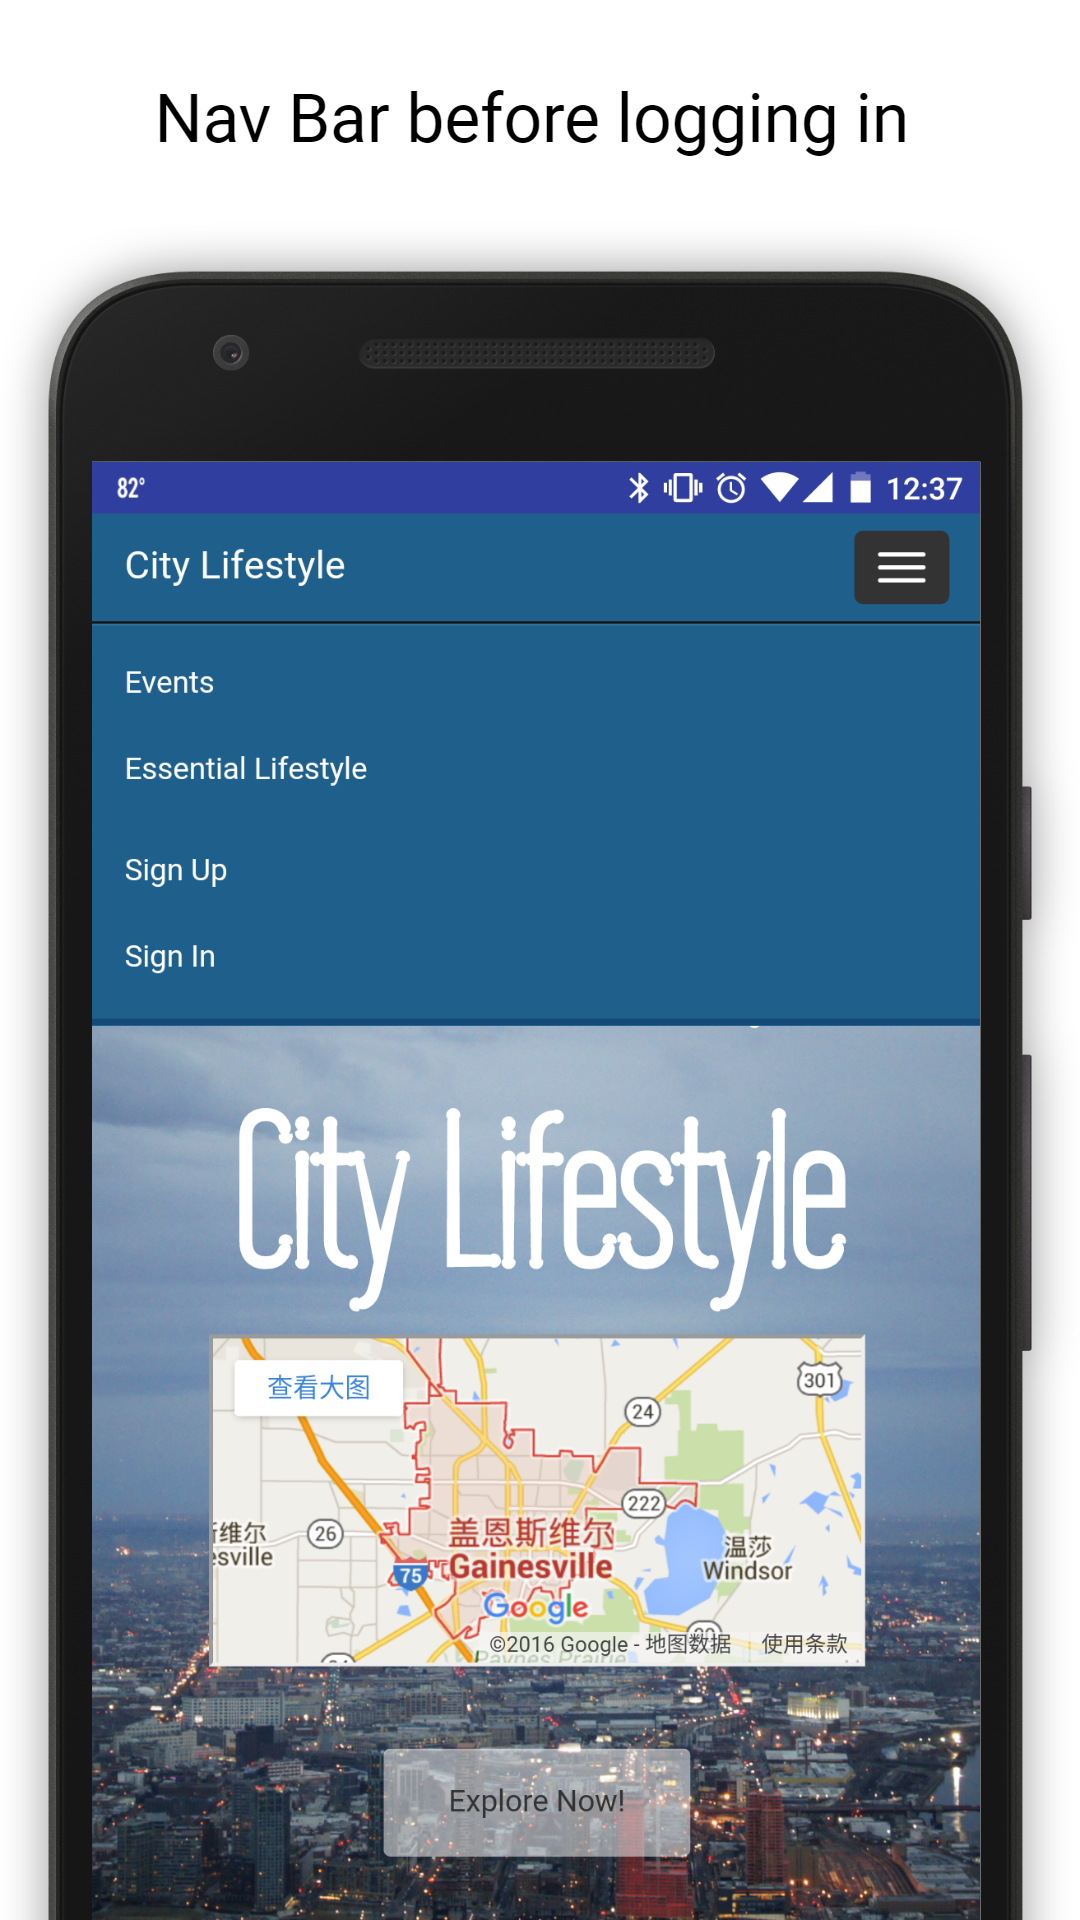 Nav Bar before logging in
82°
12:37
City Lifestyle
Events
Essential Lifestyle
Sign Up
Sign In
City Lifestyle
查看大图
301
24
222
26
斤维尔
esville
盖恩斯维尔
Gainesville
75
温莎
Windsor
Google
©2016 Google - 地图数据
使用条款
Paynes Prairie
Explore Now!